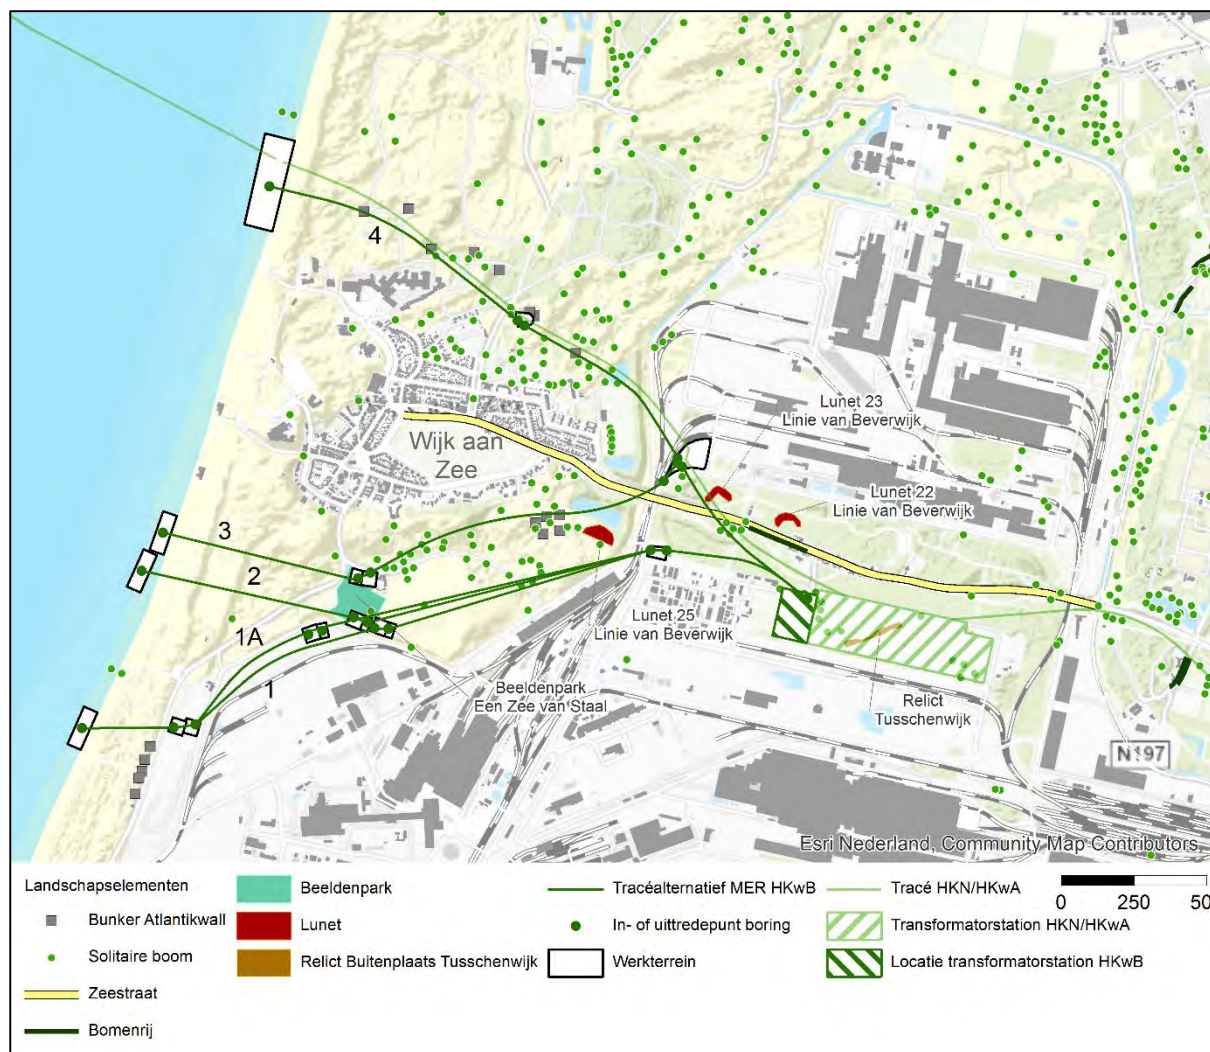 4
Wijk aan
Zee
Lunet 23
Linie van Beverwijk
Lunet 22
Linie van Beverwijk
3
2
1A
1
Lunet 25
Linie van Beverwijk
Beeldenpark
Een Zee van Staal
Relict
Tusschenwijk
N197
Esri Nederland, Community Map Contributors
Landschapselementen
Bunker Atlantikwall
Solitaire boom
Zeestraat
Bomenrij
Beeldenpark
Lunet
Relict Buitenplaats Tusschenwijk
Tracéalternatief MER HKwB
In- of uittredepunt boring
Werkterrein
Tracé HKN/HKwA
Transformatorstation HKN/HKwA
Locatie transformatorstation HKwB
0 250 50